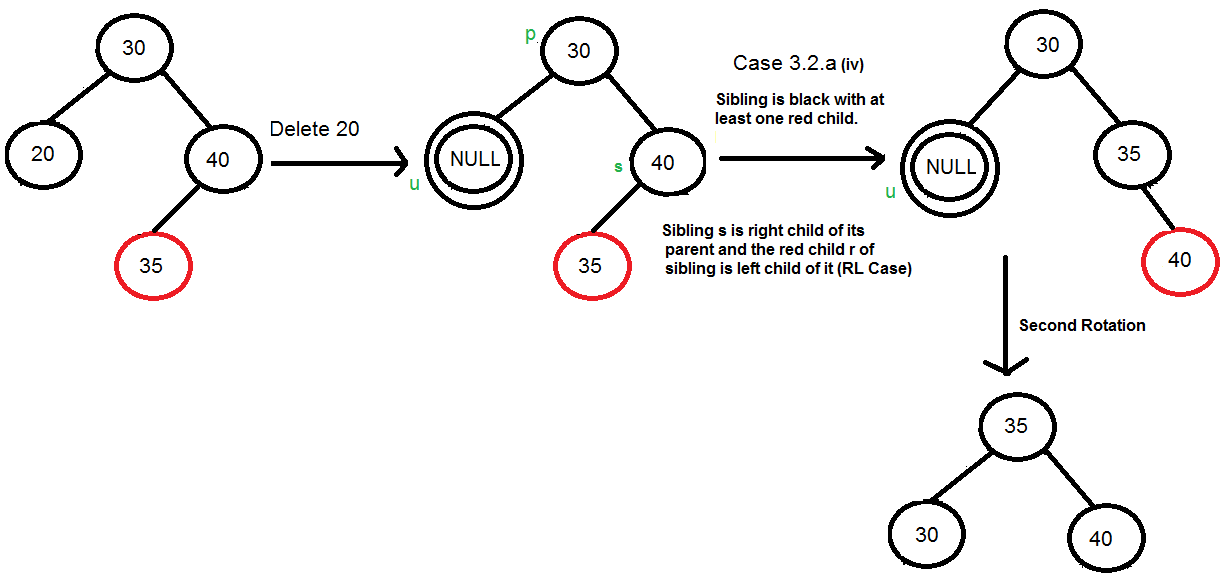 30
20
40
35
Delete 20
p
30
NULL
u
s
40
35
Case 3.2.a (iv)
Sibling is black with at
least one red child.
Sibling s is right child of its
parent and the red child r of
sibling is left child of it (RL Case)
30
NULL
u
35
40
Second Rotation
35
30
40